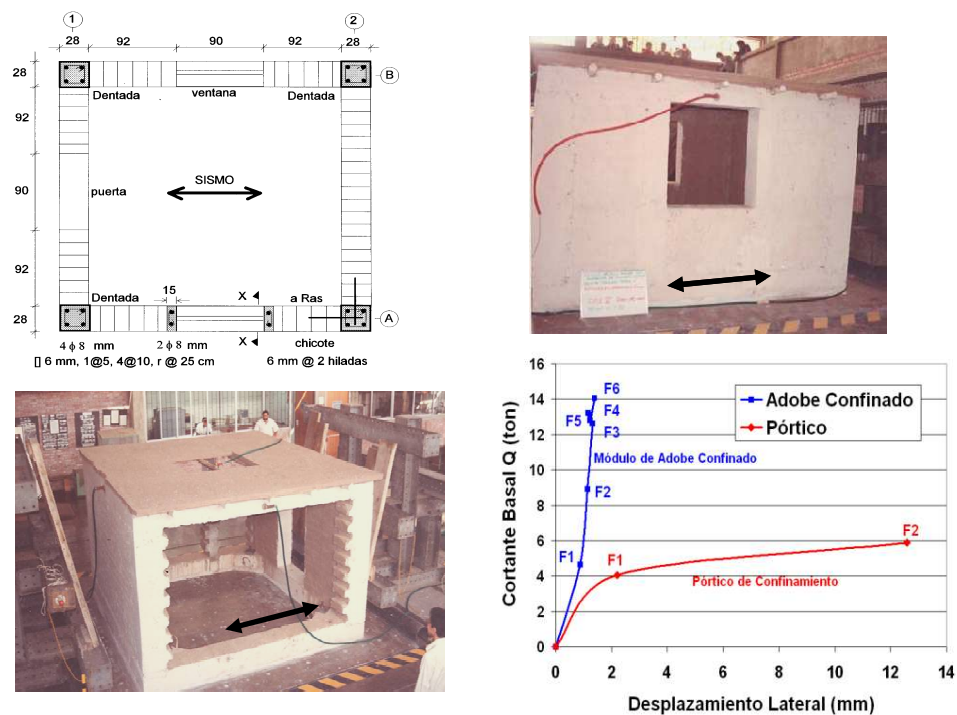 1
2
28 92 90 92 28
28
B
Dentada
ventana
Dentada
92
90
puerta
SISMO
92
Dentada
15
X
a Ras
28
X
A
4 ϕ 8 mm
2 ϕ 8 mm
chicote
[] 6 mm, 1@5, 4@10, r @ 25 cm
6 mm @ 2 hiladas
16
14
12
10
8
6
4
2
0
Cortante Basal Q (ton)
F6
F4
F5
F3
F2
F1
Adobe Confinado
Pórtico
Módulo de Adobe Confinado
F1
F2
Pórtico de Confinamiento
0 2 4 6 8 10 12 14
Desplazamiento Lateral (mm)